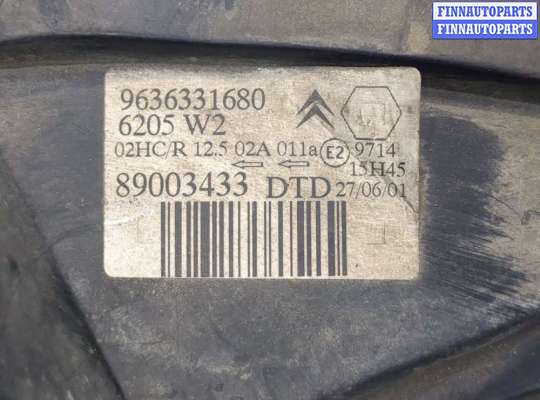 FINNAUTOPARTS
FINNAUTOPARTS
9636331680
6205 W2
02HC/R 12.5 02A 011a E2 9714
15H45
89003433 DTD 27/06/01